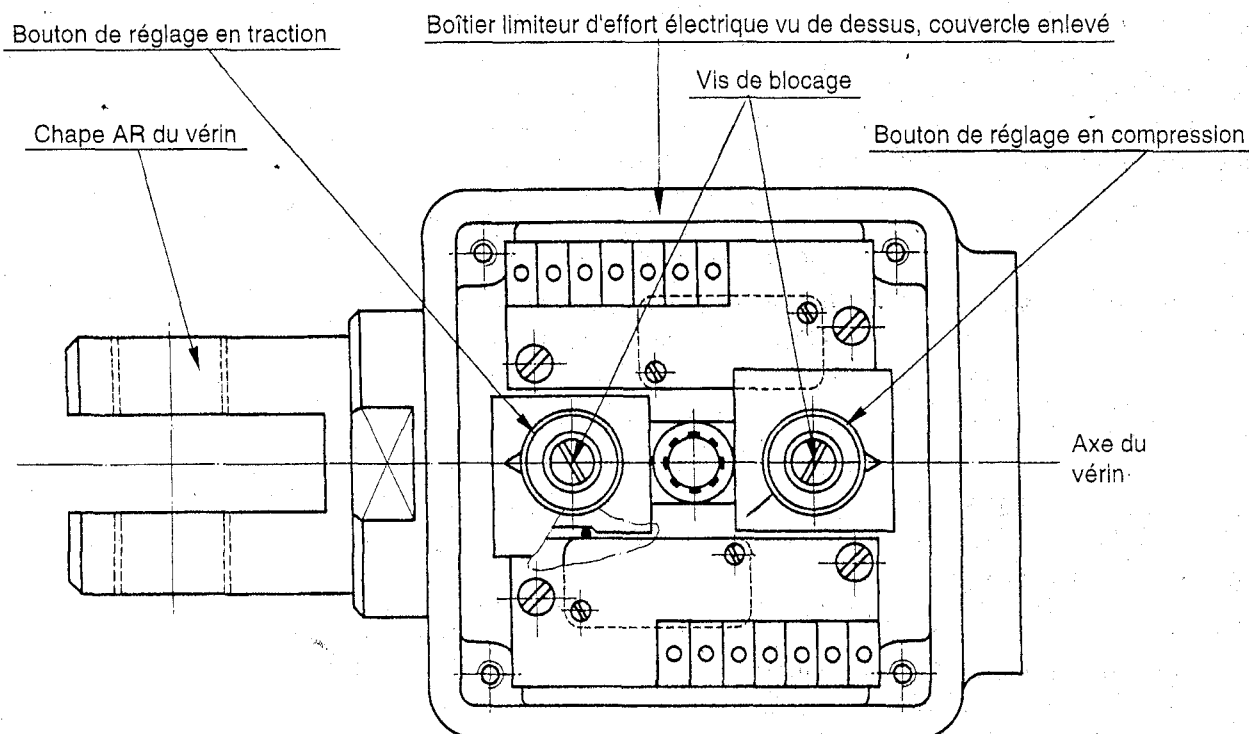 Boîtier limiteur d'effort électrique vu de dessus, couvercle enlevé
Bouton de réglage en traction
Vis de blocage
Chape AR du vérin
Bouton de réglage en compression
Axe du
vérin